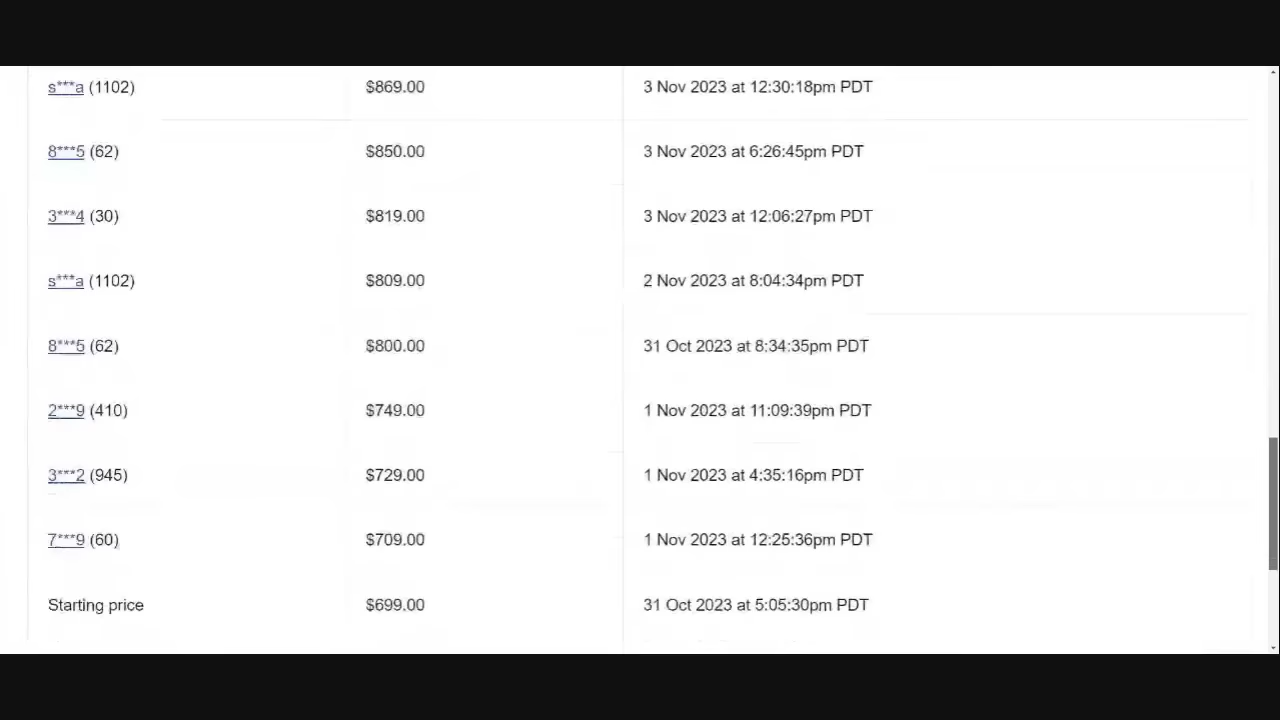 s***a (1102) $869.00 3 Nov 2023 at 12:30:18pm PDT
8***5 (62) $850.00 3 Nov 2023 at 6:26:45pm PDT
3***4 (30) $819.00 3 Nov 2023 at 12:06:27pm PDT
s***a (1102) $809.00 2 Nov 2023 at 8:04:34pm PDT
8***5 (62) $800.00 31 Oct 2023 at 8:34:35pm PDT
2***9 (410) $749.00 1 Nov 2023 at 11:09:39pm PDT
3***2 (945) $729.00 1 Nov 2023 at 4:35:16pm PDT
7***9 (60) $709.00 1 Nov 2023 at 12:25:36pm PDT
Starting price $699.00 31 Oct 2023 at 5:05:30pm PDT